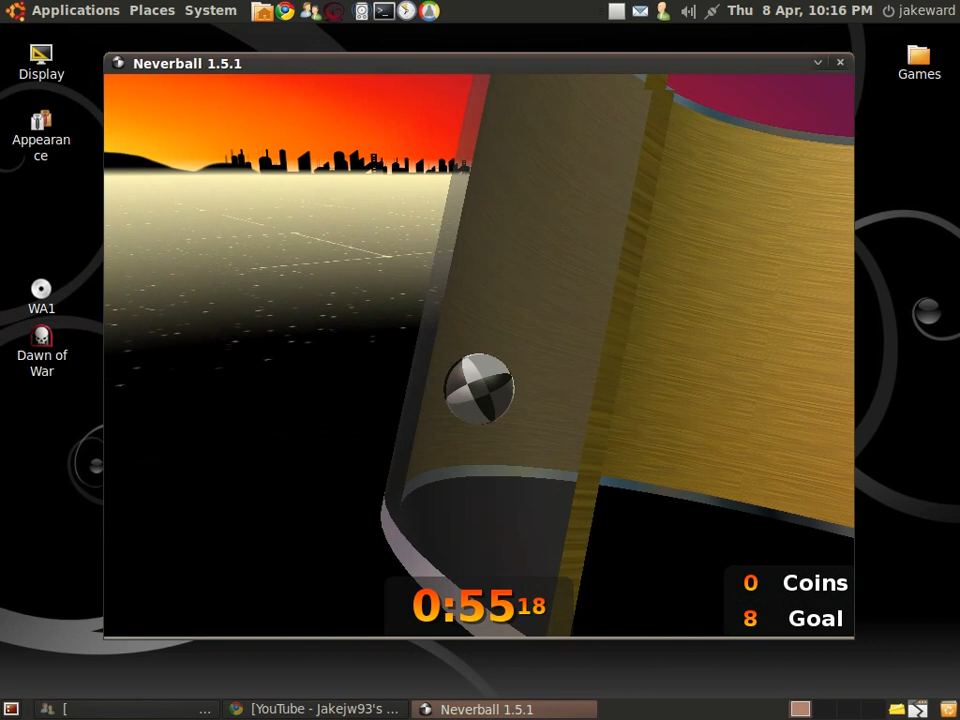 Applications Places System
Thu 8 Apr, 10:16 PM jakeward
Display
Appearan
ce
WA1
Dawn of
War
Games
Neverball 1.5.1
0:55 18
0 Coins
8 Goal
[ ...
[YouTube - Jakejw93's ...
Neverball 1.5.1